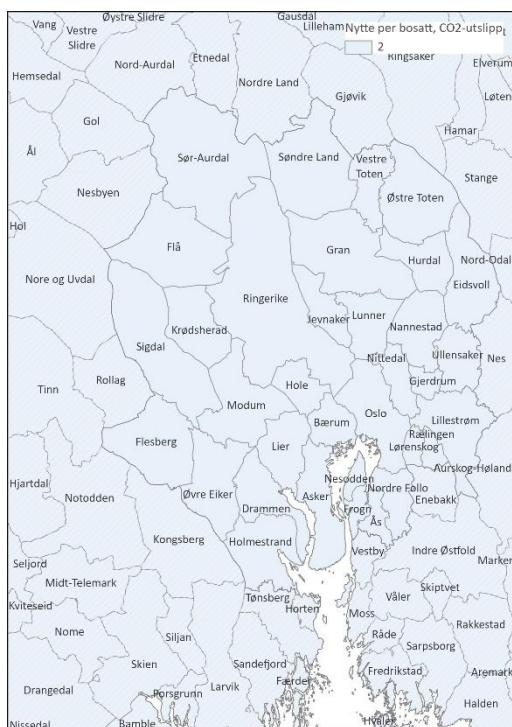 Nytte per bosatt, CO2-utslipp
2
Vang
Øystre Slidre
Vestre
Slidre
Gausdal
Lilleham
Etnedal
Nord-Aurdal
Hemsedal
Nordre Land
Ringsaker
Elverum
Gjøvik
Løten
Gol
Hamar
Ål
Sør-Aurdal
Søndre Land
Vestre
Toten
Stange
Nesbyen
Østre Toten
Hol
Flå
Gran
Hurdal
Nord-Odal
Nore og Uvdal
Eidsvoll
Ringerike
Jevnaker
Lunner
Krødsherad
Nannestad
Sigdal
Nittedal
Ullensaker
Nes
Rollag
Hole
Gjerdrum
Tinn
Modum
Oslo
Bærum
Lillestrøm
Rælingen
Flesberg
Lier
Lørenskog
Aurskog-Høland
Nesodden
Hjartdal
Notodden
Øvre Eiker
Asker
Nordre Follo
Enebakk
Drammen
Frogn
Ås
Kongsberg
Holmestrand
Vestby
Indre Østfold
Marker
Seljord
Midt-Telemark
Skiptvet
Tønsberg
Våler
Kviteseid
Horten
Moss
Rakkestad
Nome
Siljan
Råde
Sarpsborg
Skien
Sandefjord
Aremark
Færder
Fredrikstad
Drangedal
Porsgrunn
Larvik
Halden
Nissedal
Bamble
Hvaler